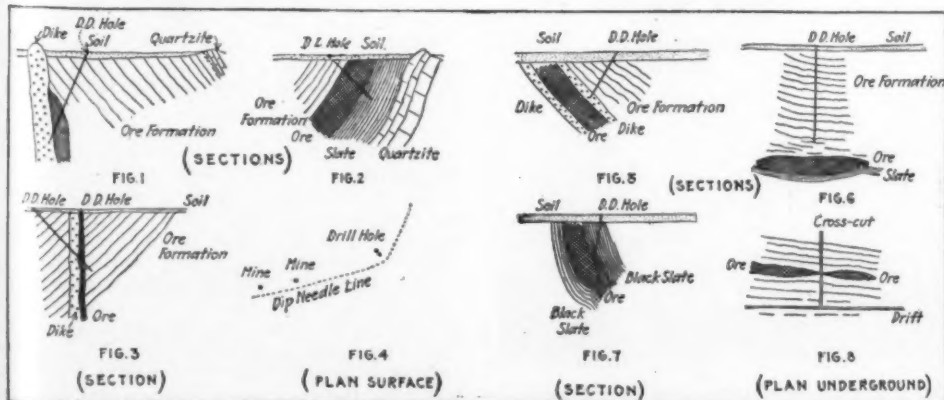 Dike
D.D. Hole
Soil
Quartzite
Ore Formation
FIG.1
D.D. Hole
Soil
Ore
Formation
Ore
Slate
Quartzite
FIG.2
(SECTIONS)
D.D. Hole
D.D. Hole
Soil
Ore
Formation
Dike
Ore
FIG.3
(SECTION)
Drill Hole
Mine
Mine
Dip Needle Line
FIG.4
(PLAN SURFACE)
Soil
D.D. Hole
Dike
Ore Formation
Ore
Dike
FIG.5
D.D. Hole
Soil
Ore
Formation
Ore
Slate
FIG.6
(SECTIONS)
Soil
D.D. Hole
Black Slate
Ore
Black
Slate
FIG.7
(SECTION)
Cross-cut
Ore
Ore
Drift
FIG.8
(PLAN UNDERGROUND)